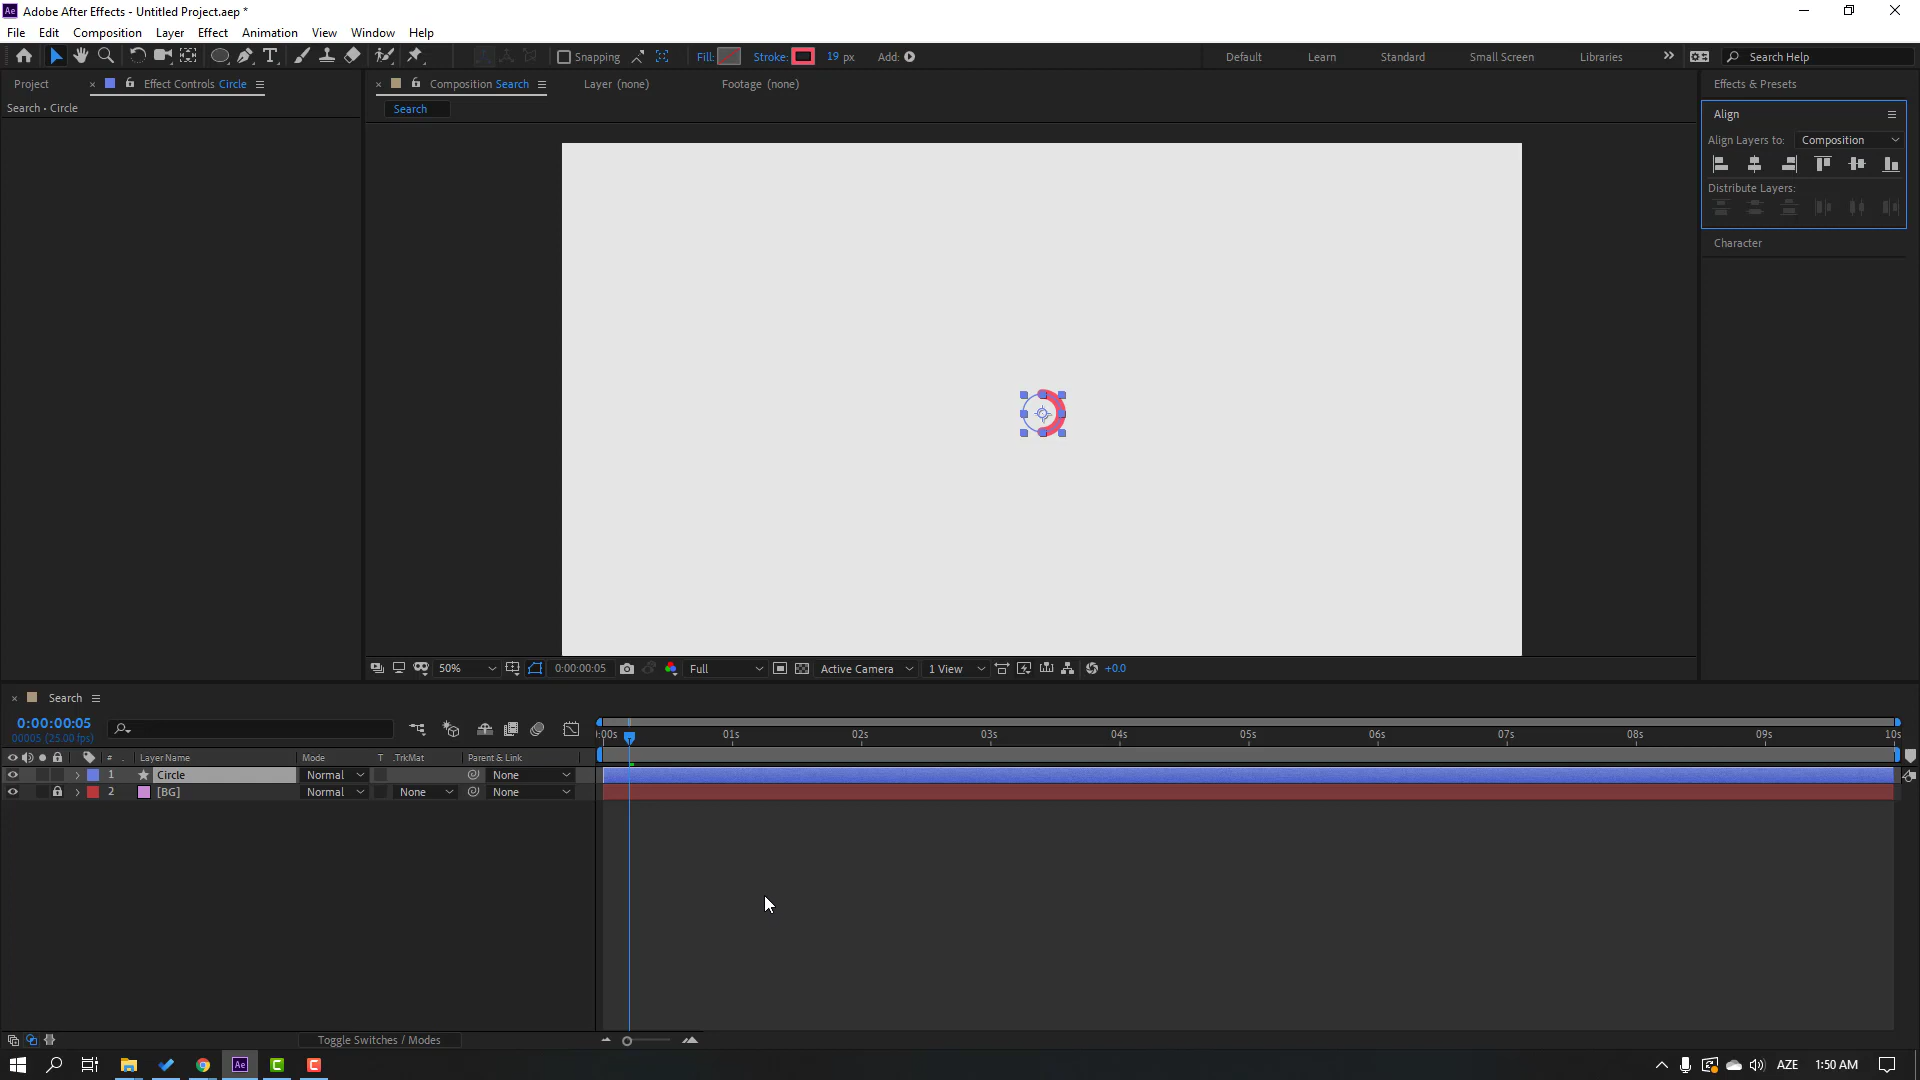 Ae Adobe After Effects - Untitled Project.aep *
File Edit Composition Layer Effect Animation View Window Help
Snapping Fill: Stroke: 19 px Add: Default Learn Standard Small Screen Libraries Search Help
Project Effect Controls Circle Composition Search Layer (none) Footage (none) Effects & Presets
Search • Circle
Search
Align
Align Layers to: Composition
Distribute Layers:
Character
50% 0:00:00:05 Full Active Camera 1 View +0.0
Search
0:00:00:05
00005 (25.00 fps)
:00s 01s 02s 03s 04s 05s 06s 07s 08s 09s 10s
# Layer Name Mode T .TrkMat Parent & Link
1 Circle Normal None
2 [BG] Normal None None
Toggle Switches / Modes
Ae AZE 1:50 AM